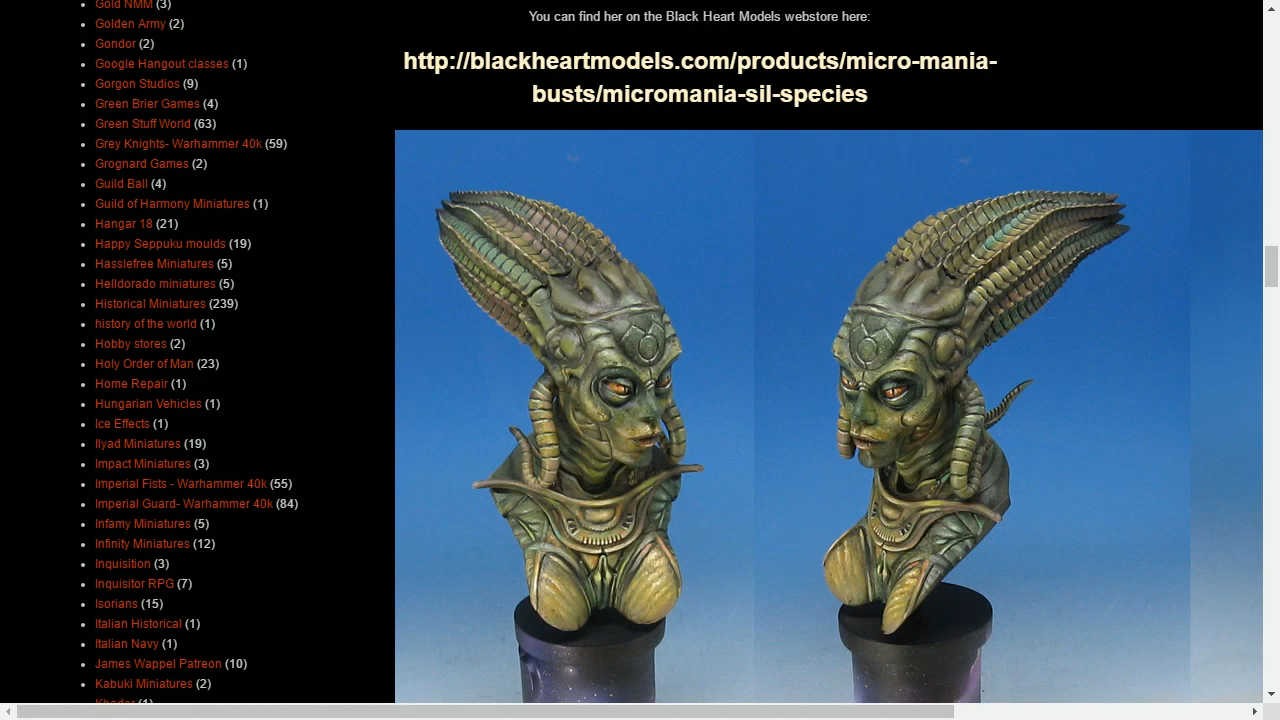 Gold NMM (3)
Golden Army (2)
Gondor (2)
Google Hangout classes (1)
Gorgon Studios (9)
Green Brier Games (4)
Green Stuff World (63)
Grey Knights- Warhammer 40k (59)
Grognard Games (2)
Guild Ball (4)
Guild of Harmony Miniatures (1)
Hangar 18 (21)
Happy Seppuku moulds (19)
Hasslefree Miniatures (5)
Helldorado miniatures (5)
Historical Miniatures (239)
history of the world (1)
Hobby stores (2)
Holy Order of Man (23)
Home Repair (1)
Hungarian Vehicles (1)
Ice Effects (1)
Ilyad Miniatures (19)
Impact Miniatures (3)
Imperial Fists - Warhammer 40k (55)
Imperial Guard- Warhammer 40k (84)
Infamy Miniatures (5)
Infinity Miniatures (12)
Inquisition (3)
Inquisitor RPG (7)
Isorians (15)
Italian Historical (1)
Italian Navy (1)
James Wappel Patreon (10)
Kabuki Miniatures (2)
Khador (1)
You can find her on the Black Heart Models webstore here:
http://blackheartmodels.com/products/micro-mania-
busts/micromania-sil-species